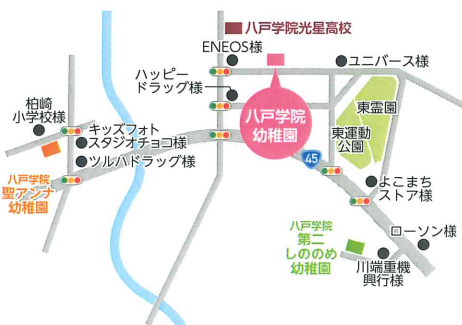 八戸学院光星高校
ENEOS様
ユニバース様
ハッピー
ドラッグ様
柏崎
小学校様
キッズフォト
スタジオチョコ様
ツルハドラッグ様
八戸学院
聖アンナ
幼稚園
八戸学院
幼稚園
東霊園
東運動
公園
45
よこまち
ストア様
ローソン様
八戸学院
第二
しののめ
幼稚園
川端重機
興行様